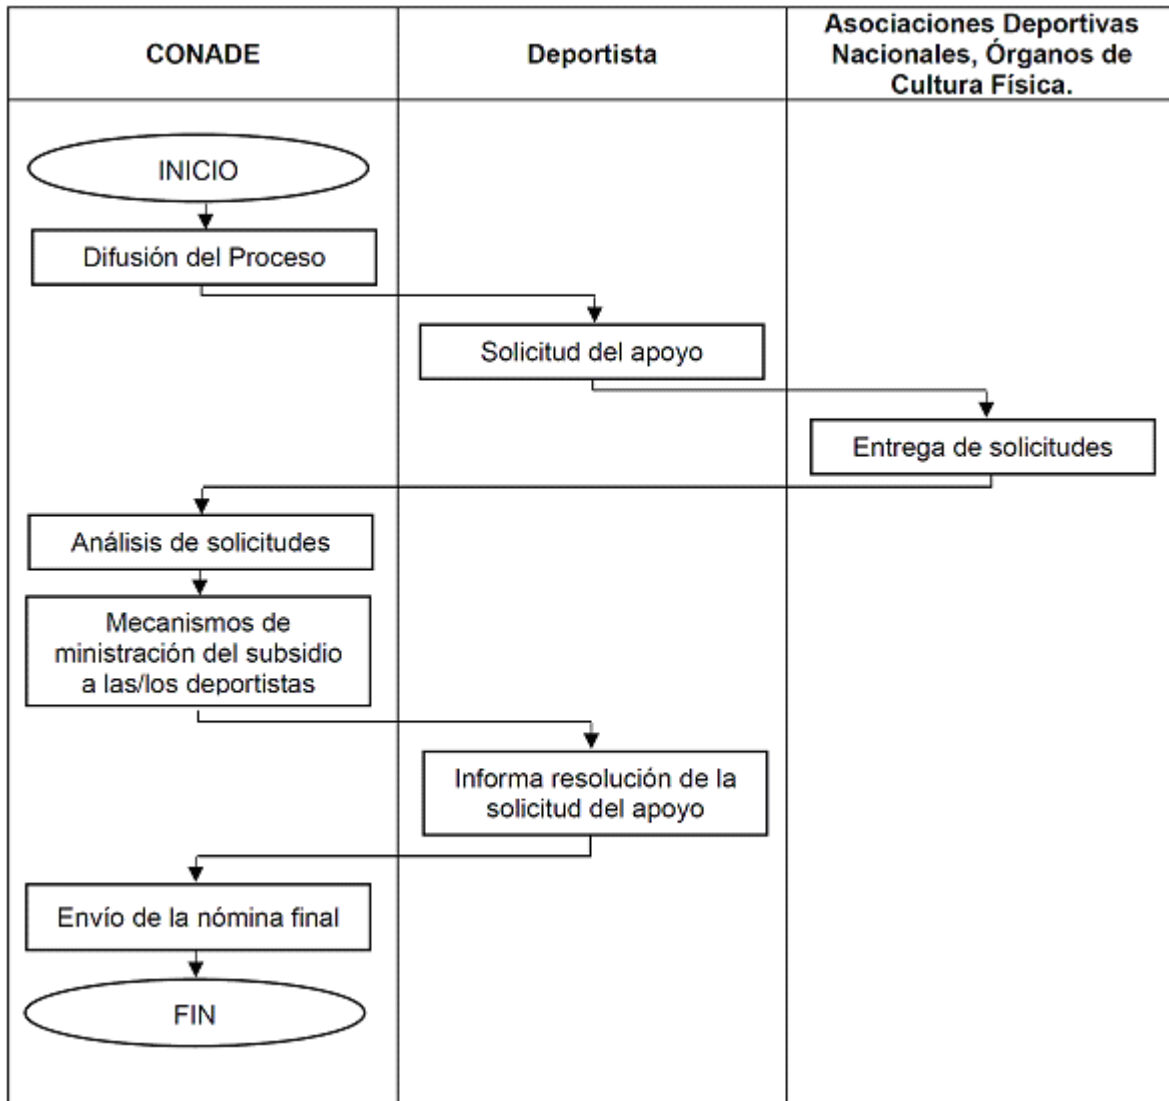 CONADE
Deportista
Asociaciones Deportivas
Nacionales, Órganos de
Cultura Física.
INICIO
Difusión del Proceso
Solicitud del apoyo
Entrega de solicitudes
Análisis de solicitudes
Mecanismos de
ministración del subsidio
a las/los deportistas
Informa resolución de la
solicitud del apoyo
Envío de la nómina final
FIN